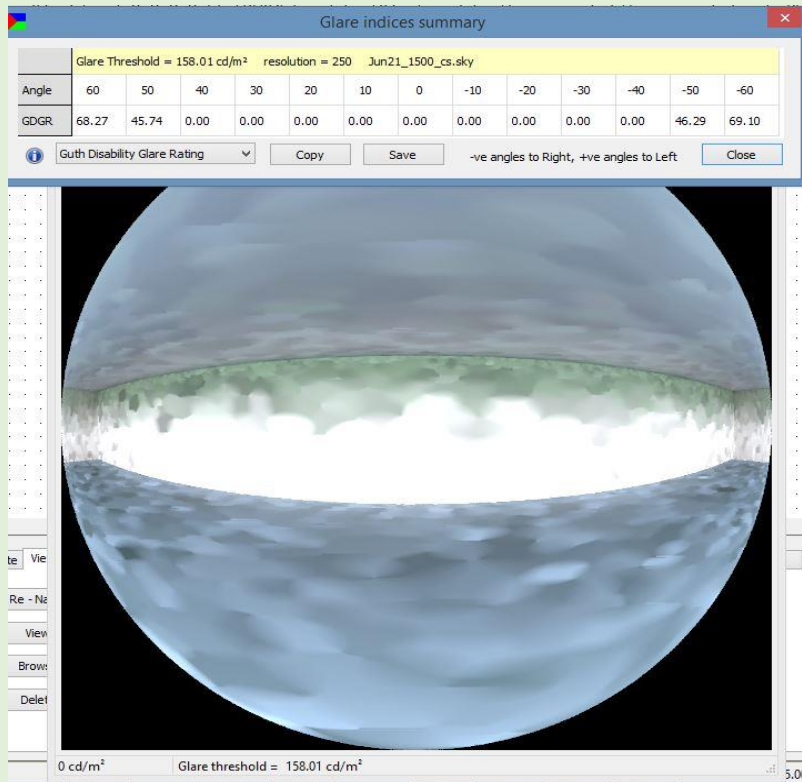 Glare indices summary
Glare Threshold = 158.01 cd/m² resolution = 250 Jun21_1500_cs.sky
Angle 60 50 40 30 20 10 0 -10 -20 -30 -40 -50 -60
GDGR 68.27 45.74 0.00 0.00 0.00 0.00 0.00 0.00 0.00 0.00 0.00 46.29 69.10
Guth Disability Glare Rating Copy Save -ve angles to Right, +ve angles to Left Close
te Vie
Re - Na
View
Brows
Delet
0 cd/m² Glare threshold = 158.01 cd/m²